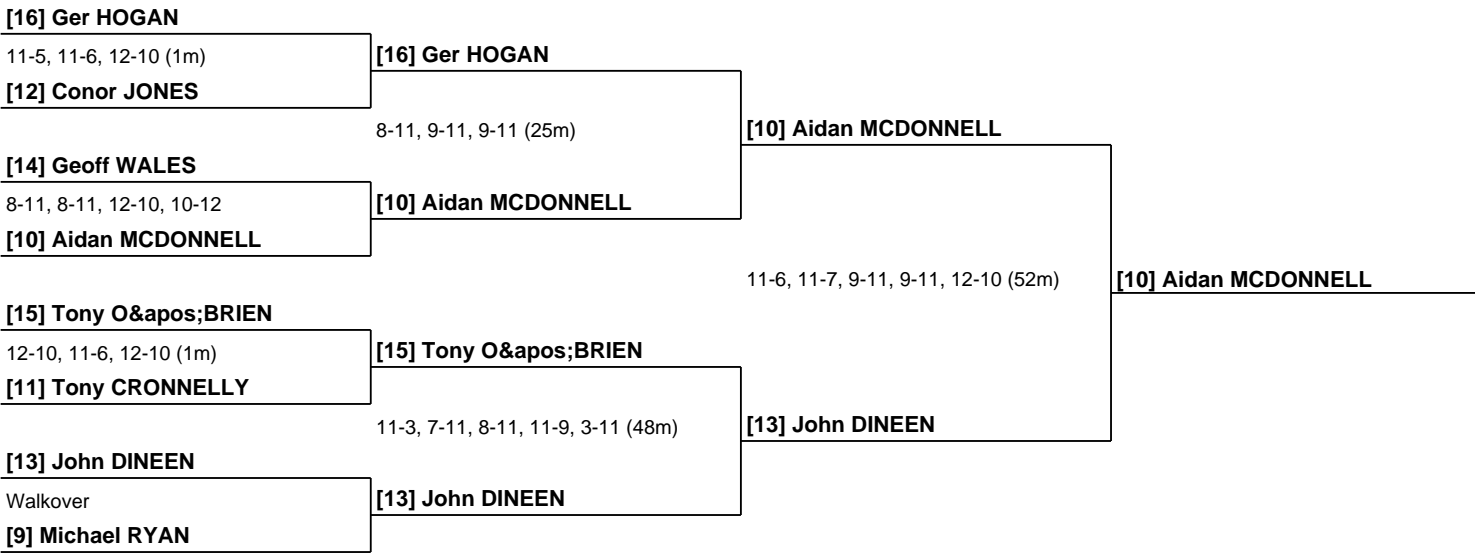 [16] Ger HOGAN
11-5, 11-6, 12-10 (1m)
[12] Conor JONES
[14] Geoff WALES
8-11, 8-11, 12-10, 10-12
[10] Aidan MCDONNELL
[15] Tony O&apos;BRIEN
12-10, 11-6, 12-10 (1m)
[11] Tony CRONNELLY
[13] John DINEEN
Walkover
[9] Michael RYAN
[16] Ger HOGAN
8-11, 9-11, 9-11 (25m)
[10] Aidan MCDONNELL
[15] Tony O&apos;BRIEN
11-3, 7-11, 8-11, 11-9, 3-11 (48m)
[13] John DINEEN
[10] Aidan MCDONNELL
11-6, 11-7, 9-11, 9-11, 12-10 (52m)
[13] John DINEEN
[10] Aidan MCDONNELL